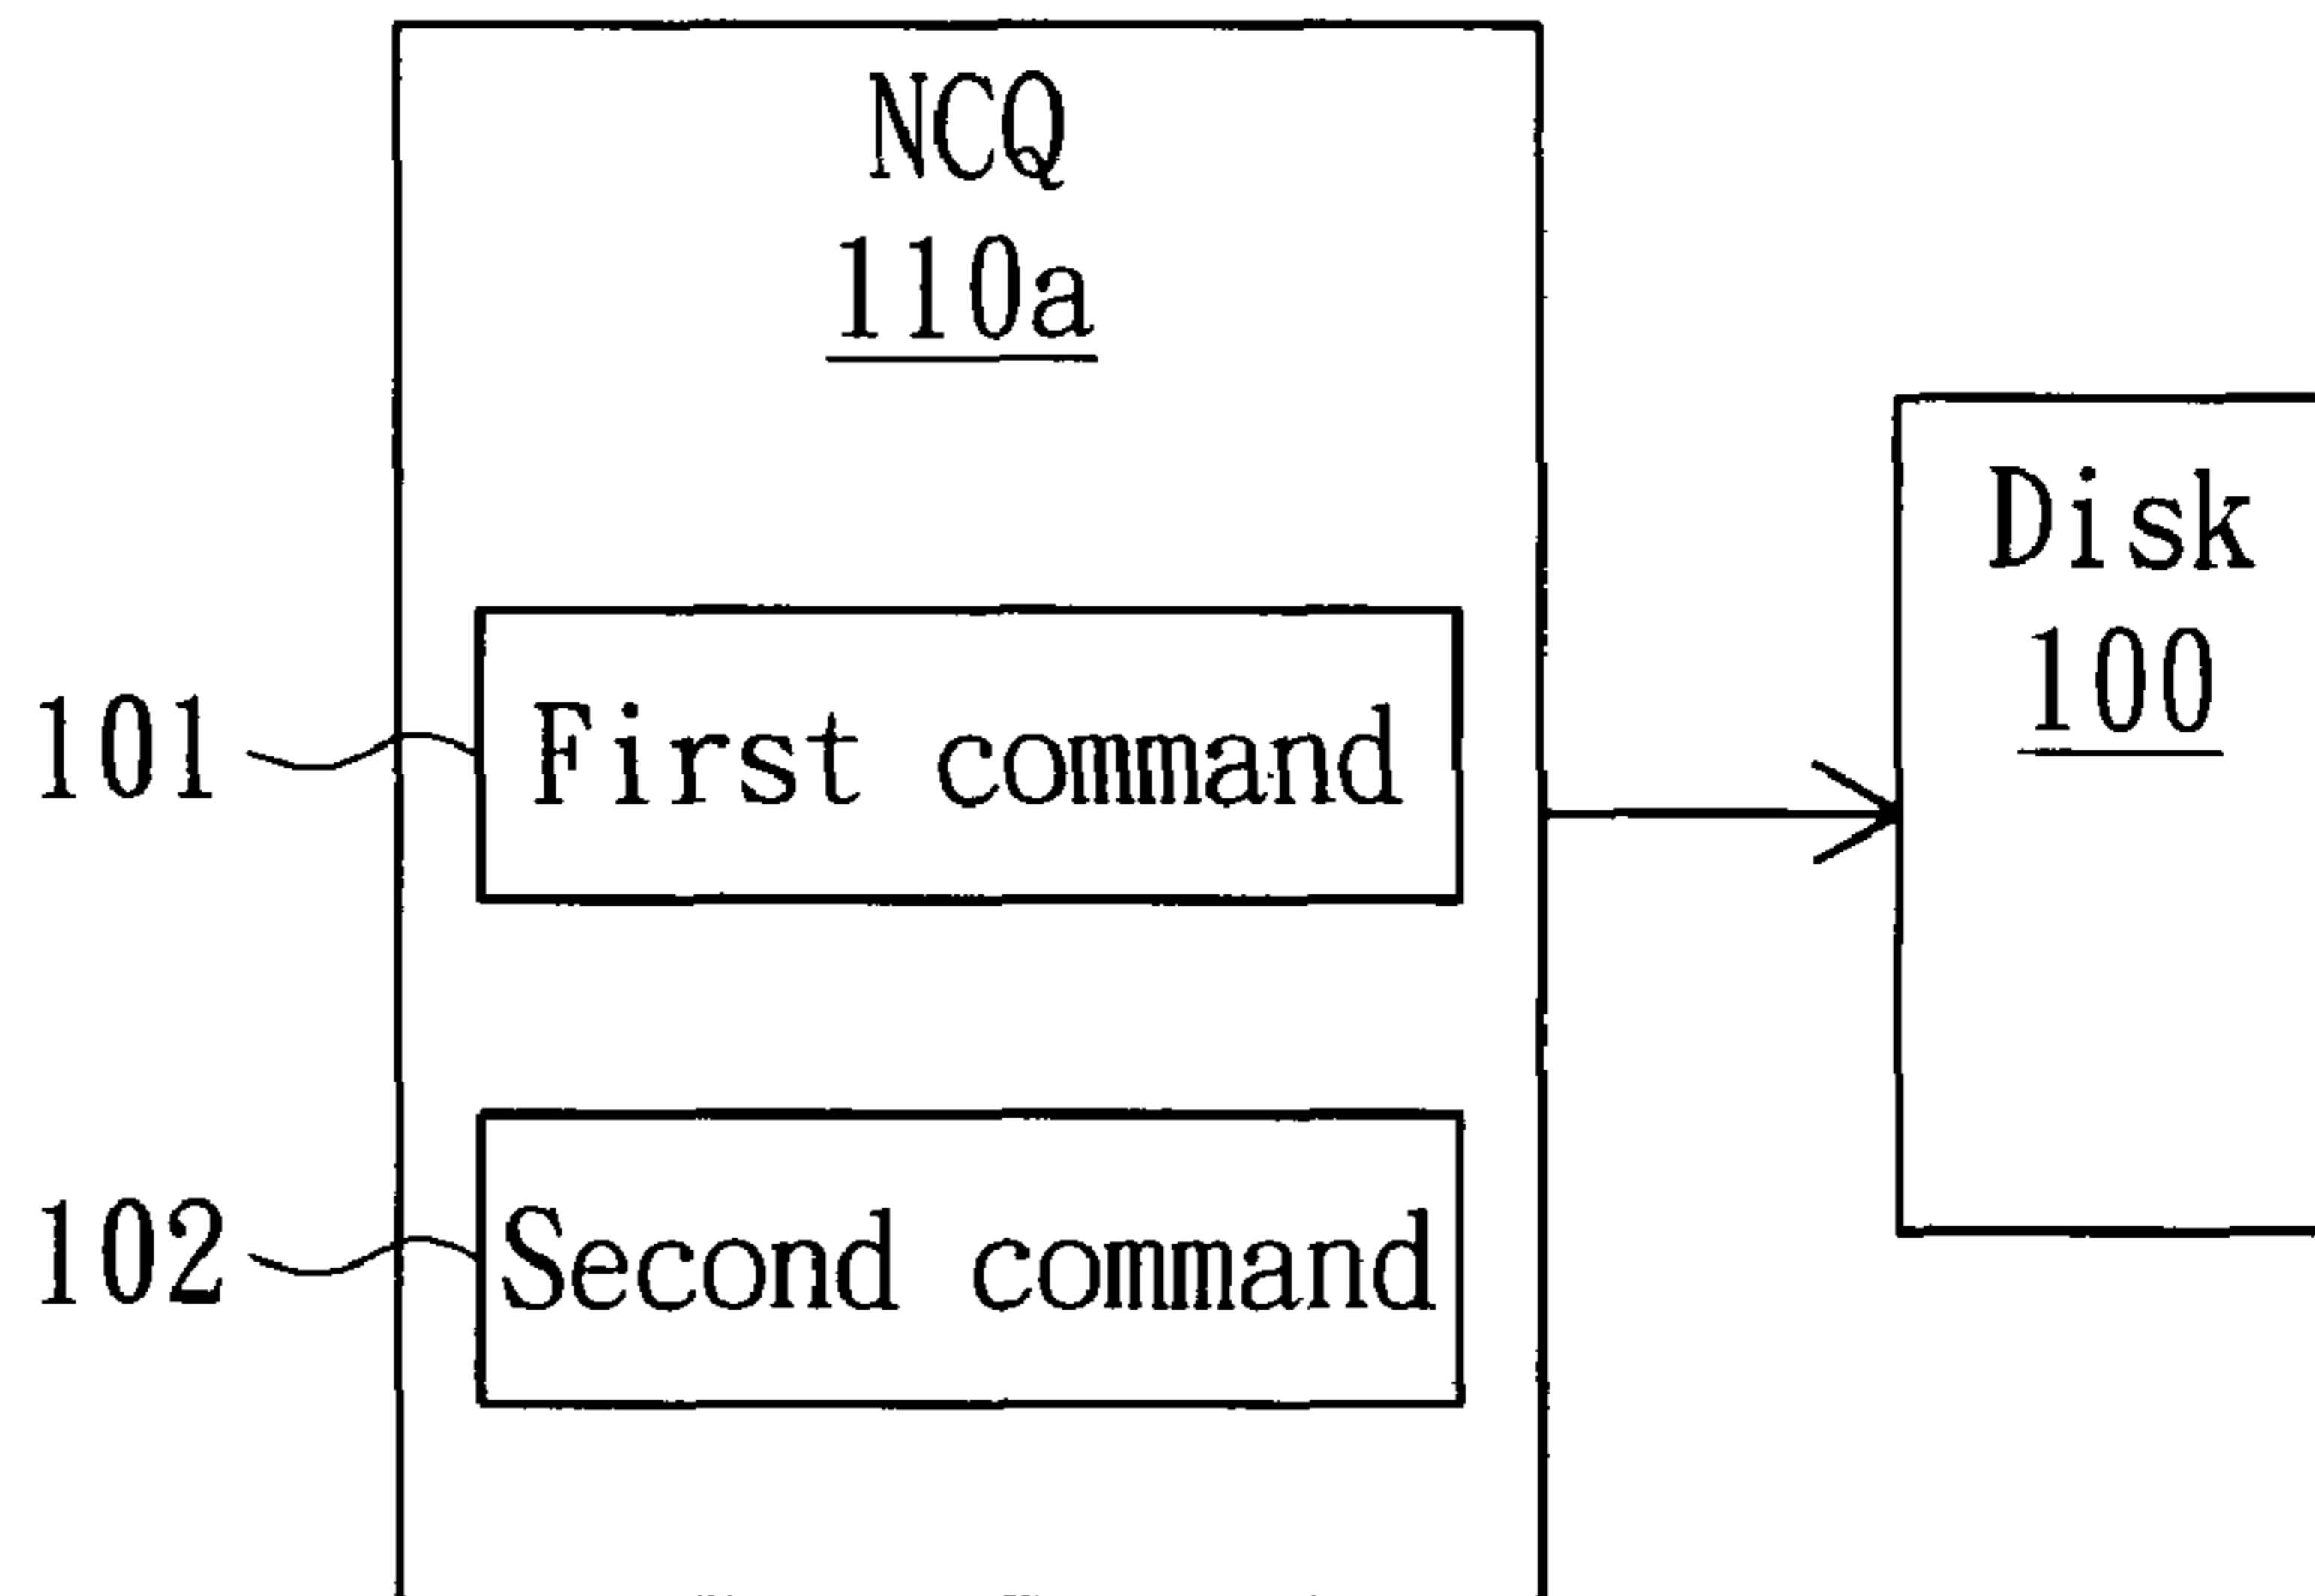 NCQ
110a
Disk
100
101
First command
102
Second command